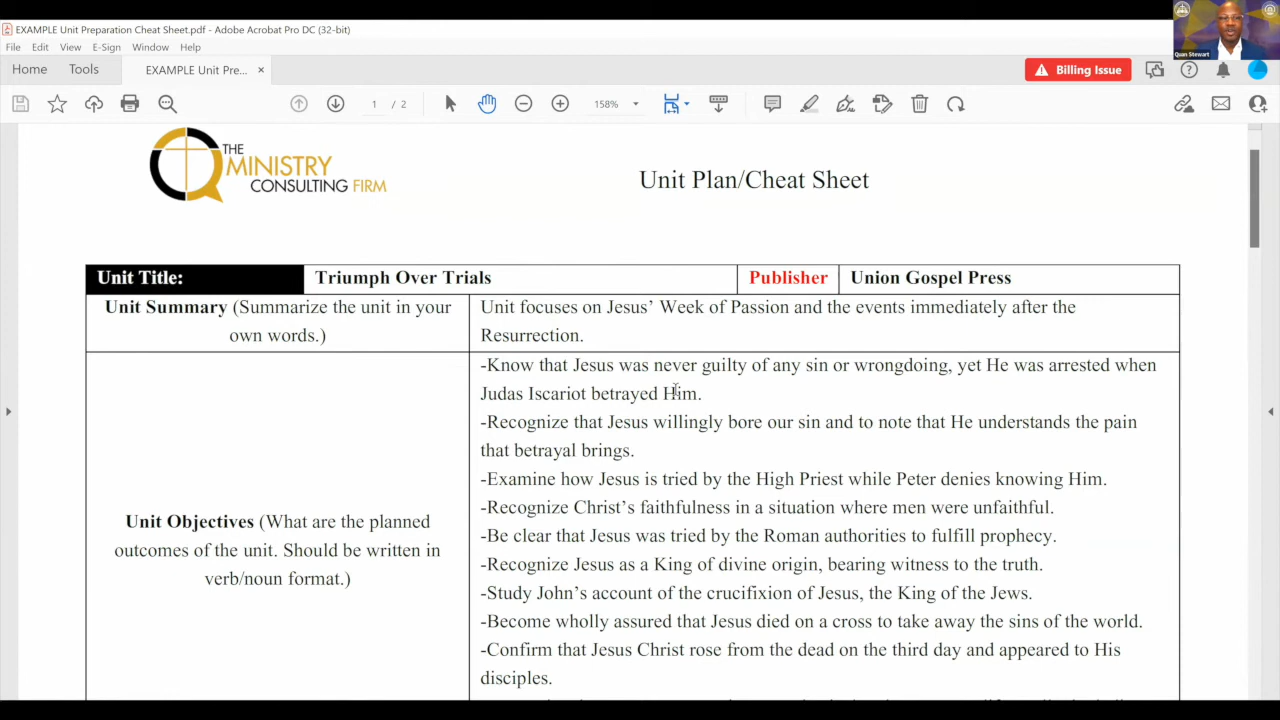 EXAMPLE Unit Preparation Cheat Sheet.pdf - Adobe Acrobat Pro DC (32-bit)
File Edit View E-Sign Window Help
Home Tools EXAMPLE Unit Pre... × Billing Issue
1 / 2 158%
Quan Stewart
THE
MINISTRY
CONSULTING FIRM
Unit Plan/Cheat Sheet
Unit Title: Triumph Over Trials Publisher Union Gospel Press
Unit Summary (Summarize the unit in your
own words.)
Unit focuses on Jesus’ Week of Passion and the events immediately after the
Resurrection.
Unit Objectives (What are the planned
outcomes of the unit. Should be written in
verb/noun format.)
-Know that Jesus was never guilty of any sin or wrongdoing, yet He was arrested when
Judas Iscariot betrayed Him.
-Recognize that Jesus willingly bore our sin and to note that He understands the pain
that betrayal brings.
-Examine how Jesus is tried by the High Priest while Peter denies knowing Him.
-Recognize Christ’s faithfulness in a situation where men were unfaithful.
-Be clear that Jesus was tried by the Roman authorities to fulfill prophecy.
-Recognize Jesus as a King of divine origin, bearing witness to the truth.
-Study John’s account of the crucifixion of Jesus, the King of the Jews.
-Become wholly assured that Jesus died on a cross to take away the sins of the world.
-Confirm that Jesus Christ rose from the dead on the third day and appeared to His
disciples.